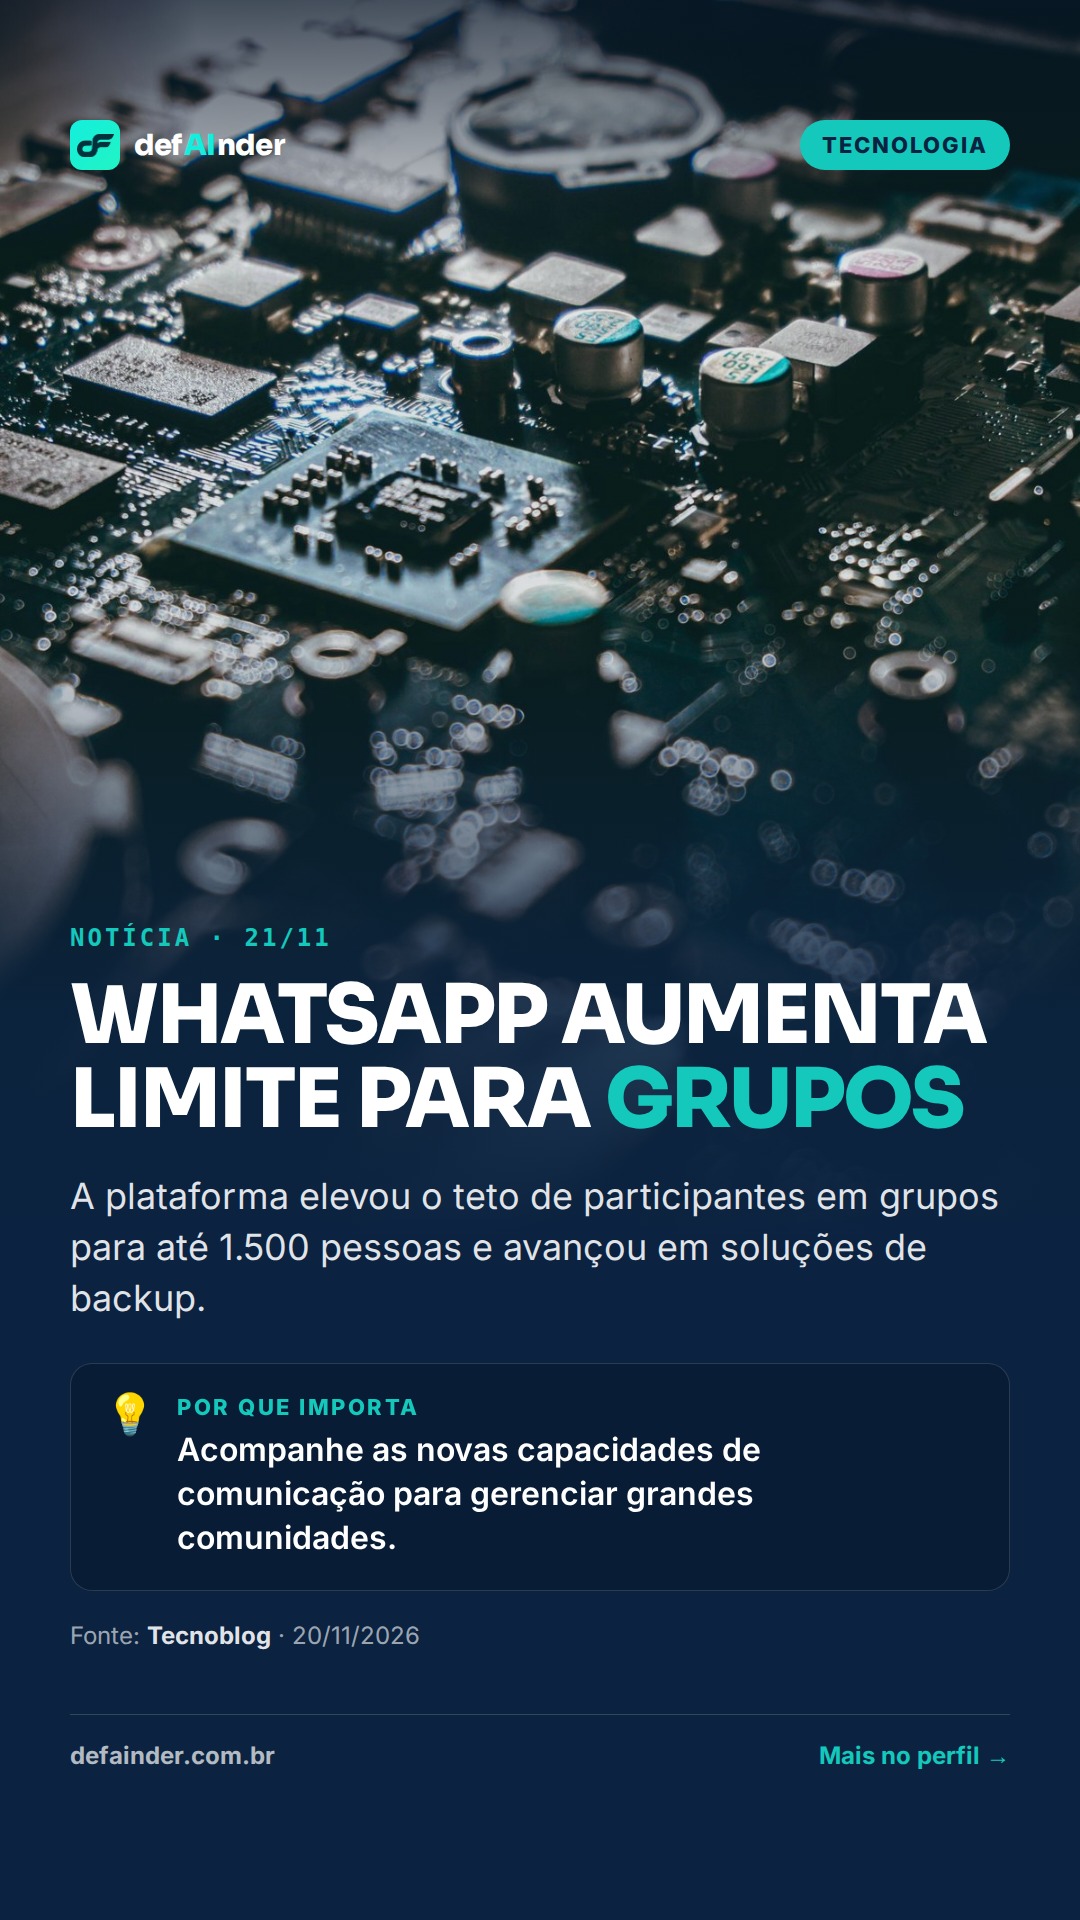 defAInder
TECNOLOGIA
NOTÍCIA · 21/11
WHATSAPP AUMENTA
LIMITE PARA GRUPOS
A plataforma elevou o teto de participantes em grupos
para até 1.500 pessoas e avançou em soluções de
backup.
POR QUE IMPORTA
Acompanhe as novas capacidades de
comunicação para gerenciar grandes
comunidades.
Fonte: Tecnoblog · 20/11/2026
defainder.com.br
Mais no perfil →